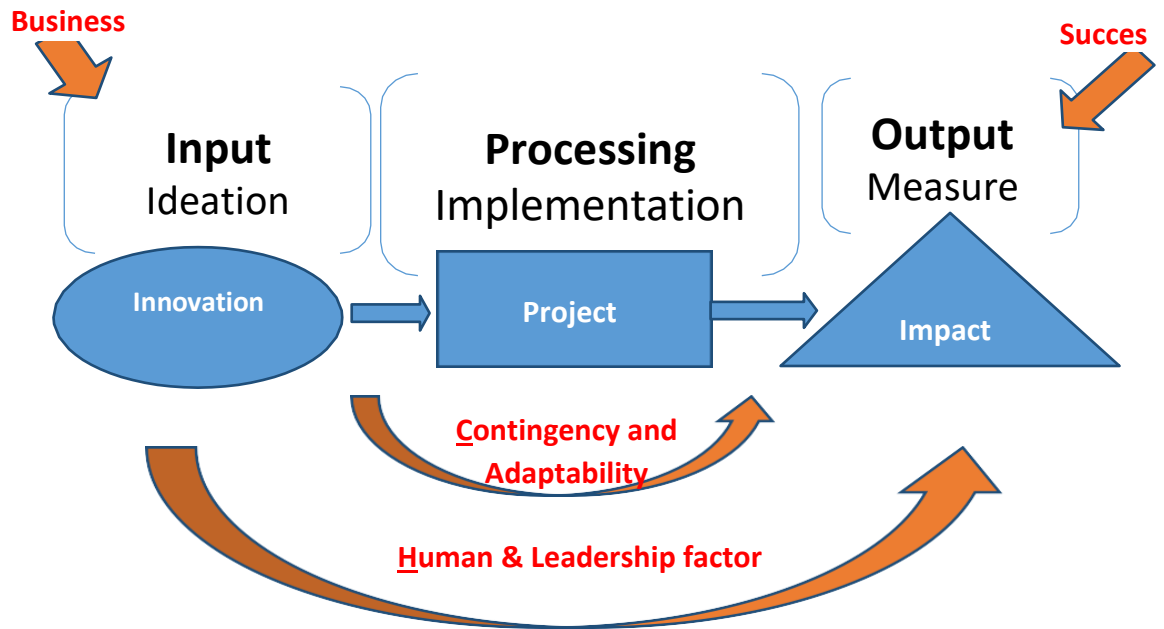 Business
Succes
Input
Ideation
Processing
Implementation
Output
Measure
Innovation
Project
Impact
Contingency and
Adaptability
Human & Leadership factor